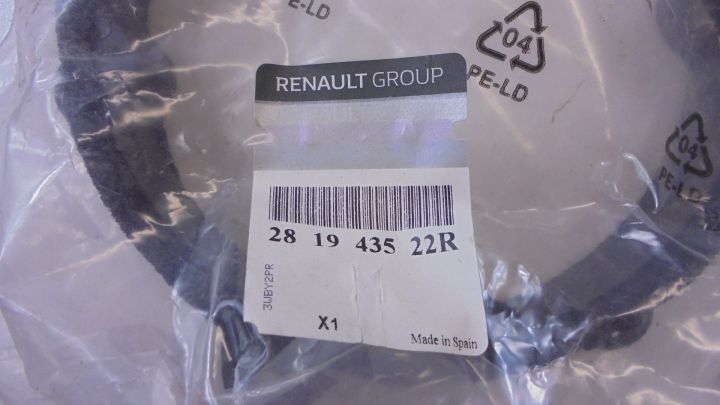 PE-LD
04
PE-LD
04
PE-LD
RENAULT GROUP
28 19 435 22R
3WBY2PR
X1
Made in Spain